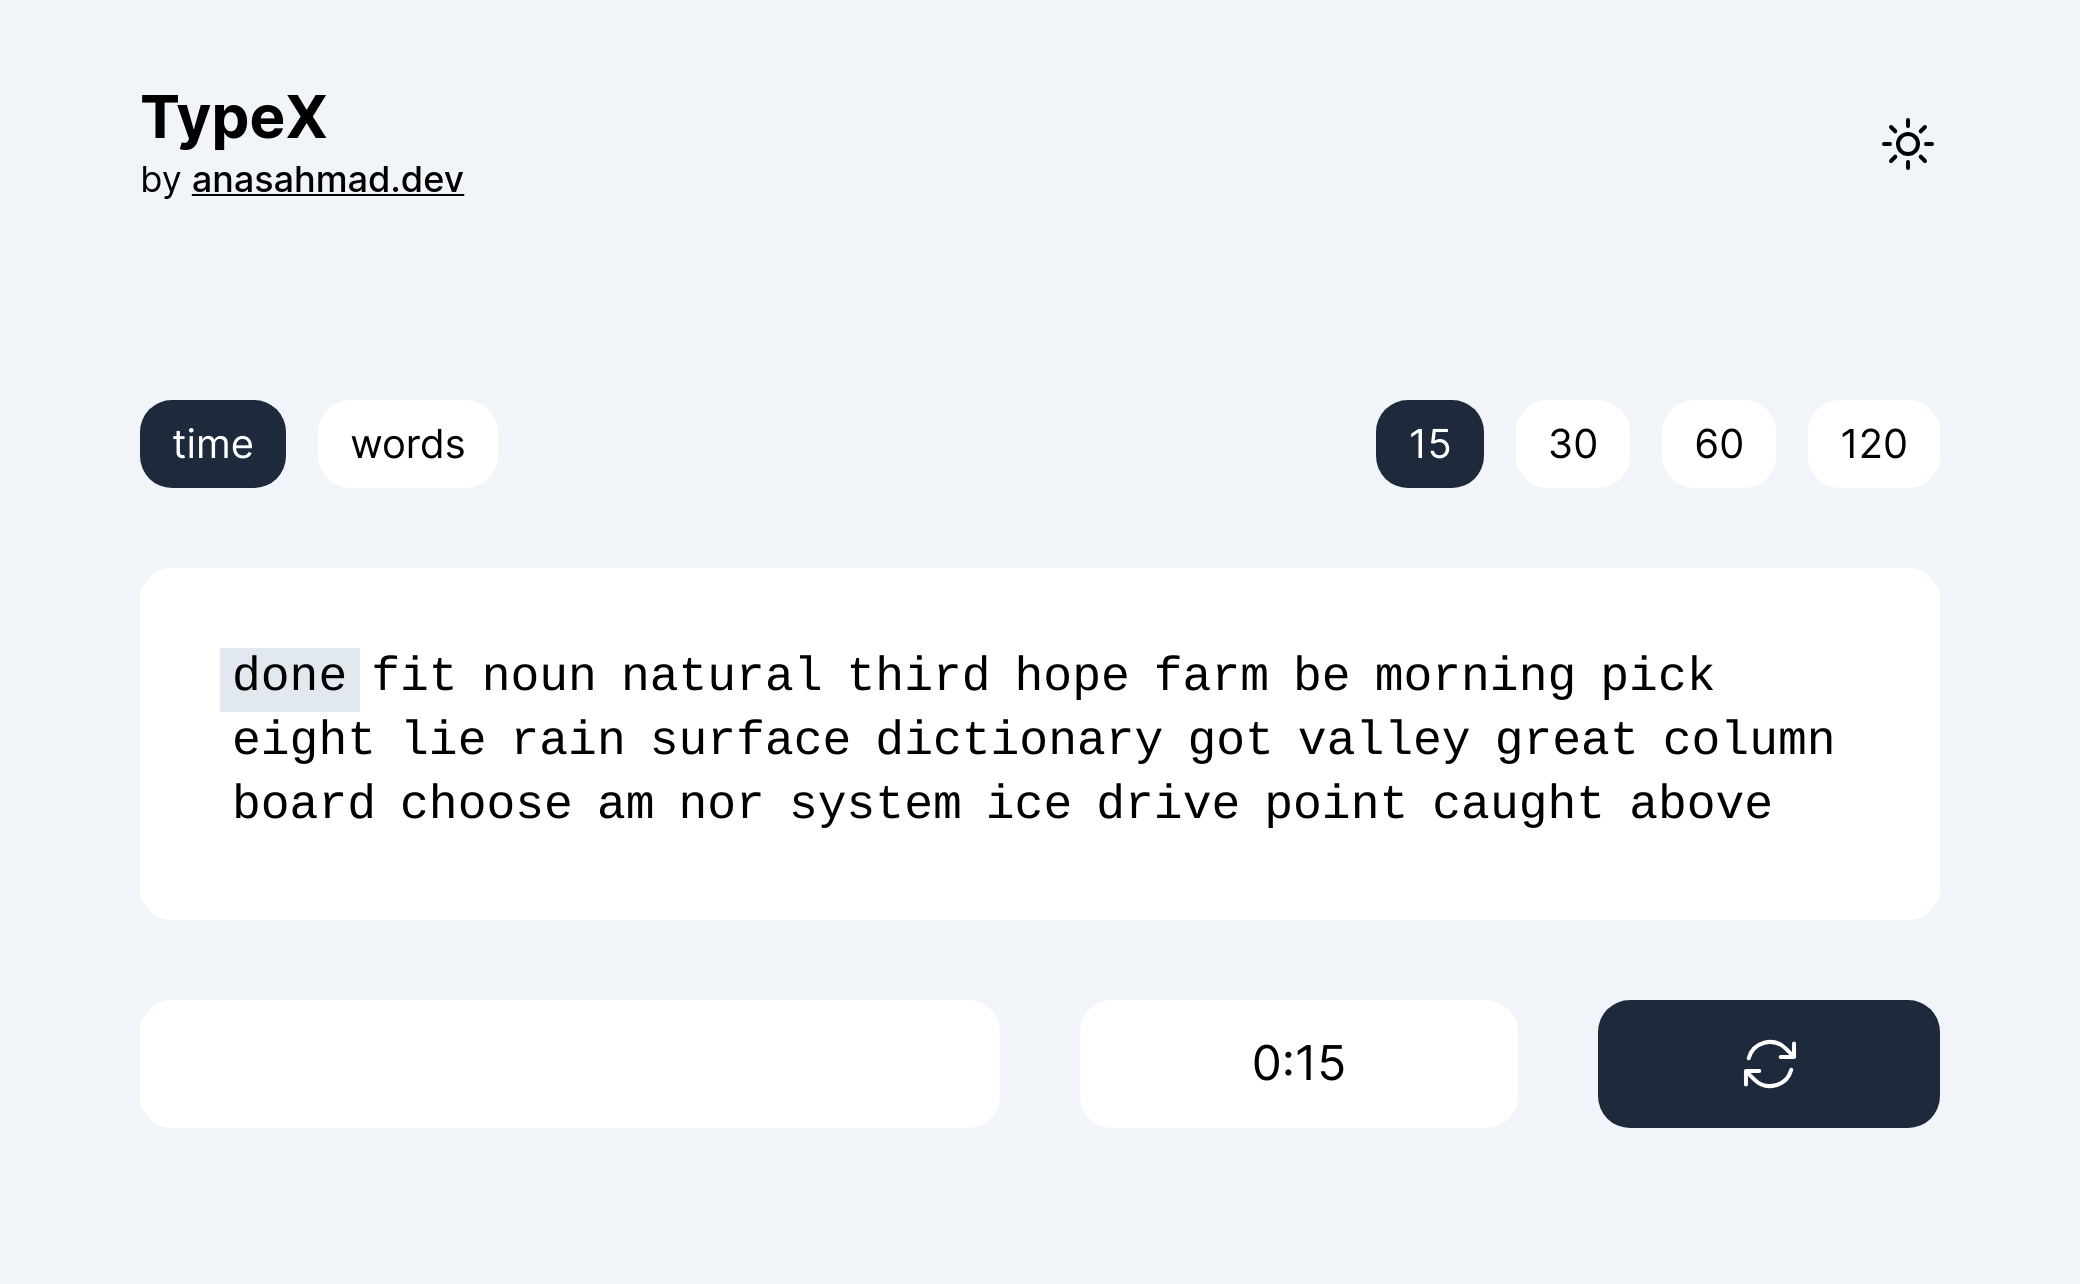 TypeX
by anasahmad.dev
time words 15 30 60 120
done fit noun natural third hope farm be morning pick
eight lie rain surface dictionary got valley great column
board choose am nor system ice drive point caught above
0:15